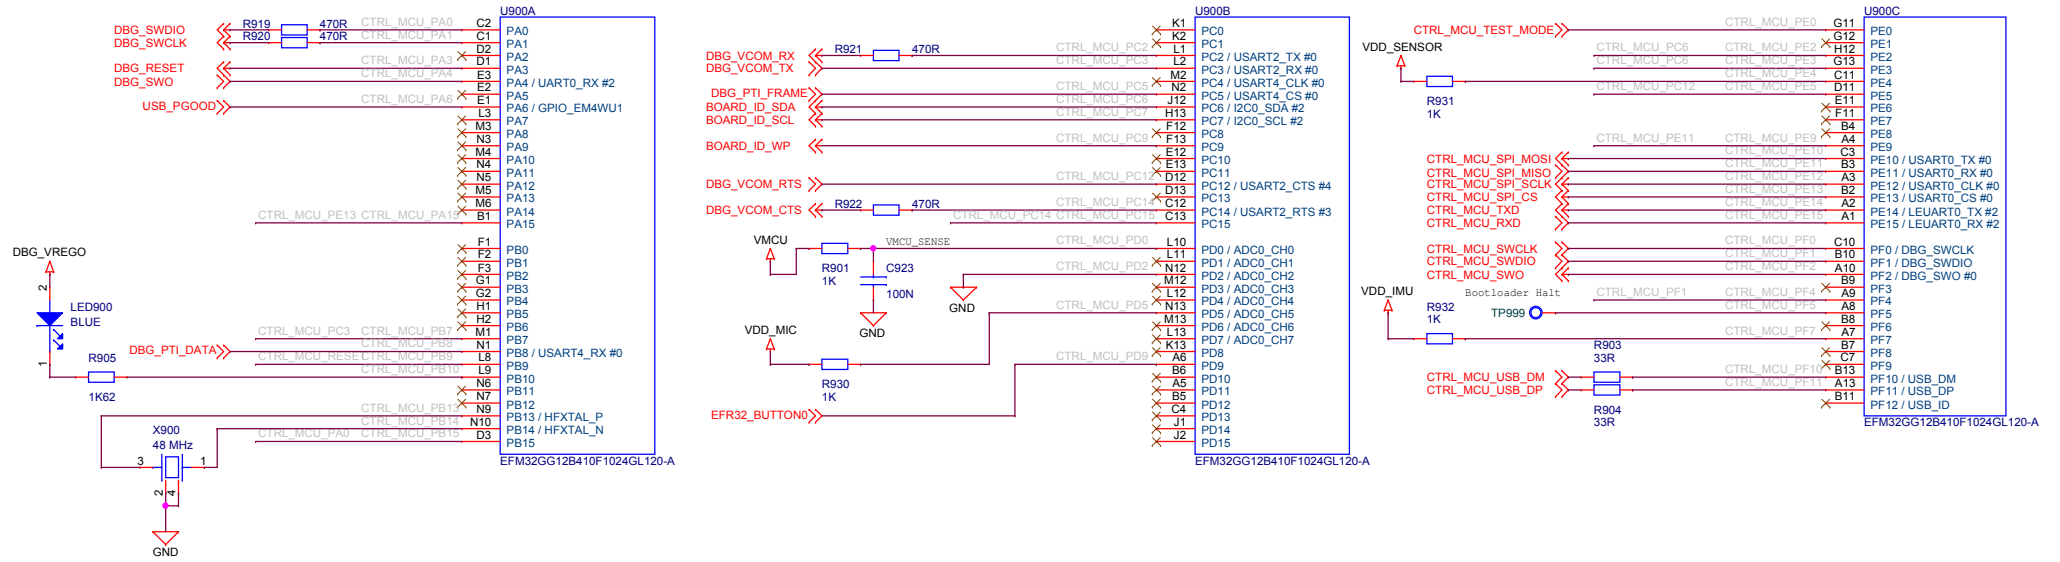 U900A
DBG_SWDIO R919 470R CTRL_MCU_PA0 C2 PA0
DBG_SWCLK R920 470R CTRL_MCU_PA1 C1 PA1
D2 PA2
DBG_RESET CTRL_MCU_PA3 D1 PA3
DBG_SWO CTRL_MCU_PA4 E3 PA4 / UART0_RX #2
E2 PA5
USB_PGOOD CTRL_MCU_PA6 E1 PA6 / GPIO_EM4WU1
L3 PA7
M3 PA8
N3 PA9
M4 PA10
N4 PA11
N5 PA12
M5 PA13
M6 PA14
CTRL_MCU_PE13 CTRL_MCU_PA15 B1 PA15
F1 PB0
F2 PB1
F3 PB2
G1 PB3
G2 PB4
H1 PB5
H2 PB6
CTRL_MCU_PC3 CTRL_MCU_PB7 M1 PB7
DBG_PTI_DATA CTRL_MCU_PB8 N1 PB8 / USART4_RX #0
CTRL_MCU_RESET CTRL_MCU_PB9 L8 PB9
CTRL_MCU_PB10 L9 PB10
N6 PB11
N7 PB12
CTRL_MCU_PB13 N9 PB13 / HFXTAL_P
CTRL_MCU_PB14 N10 PB14 / HFXTAL_N
CTRL_MCU_PA0 CTRL_MCU_PB15 D3 PB15
EFM32GG12B410F1024GL120-A
DBG_VREGO
2
LED900
BLUE
1
R905
1K62
X900
48 MHz
3 1
2 4
GND
U900B
K1 PC0
K2 PC1
DBG_VCOM_RX R921 470R CTRL_MCU_PC2 L1 PC2 / USART2_TX #0
DBG_VCOM_TX CTRL_MCU_PC3 L2 PC3 / USART2_RX #0
M2 PC4 / USART4_CLK #0
DBG_PTI_FRAME CTRL_MCU_PC5 N2 PC5 / USART4_CS #0
BOARD_ID_SDA CTRL_MCU_PC6 J12 PC6 / I2C0_SDA #2
BOARD_ID_SCL CTRL_MCU_PC7 H13 PC7 / I2C0_SCL #2
F12 PC8
BOARD_ID_WP CTRL_MCU_PC9 F13 PC9
E12 PC10
E13 PC11
DBG_VCOM_RTS CTRL_MCU_PC12 D12 PC12 / USART2_CTS #4
D13 PC13
DBG_VCOM_CTS R922 470R CTRL_MCU_PC14 C12 PC14 / USART2_RTS #3
CTRL_MCU_PC14 CTRL_MCU_PC15 C13 PC15
VMCU VMCU_SENSE CTRL_MCU_PD0 L10 PD0 / ADC0_CH0
L11 PD1 / ADC0_CH1
R901 C923 CTRL_MCU_PD2 N12 PD2 / ADC0_CH2
1K 100N M12 PD3 / ADC0_CH3
L12 PD4 / ADC0_CH4
GND GND CTRL_MCU_PD5 N13 PD5 / ADC0_CH5
M13 PD6 / ADC0_CH6
VDD_MIC L13 PD7 / ADC0_CH7
K13 PD8
CTRL_MCU_PD9 A6 PD9
B6 PD10
R930 A5 PD11
1K B5 PD12
EFR32_BUTTON0 C4 PD13
J1 PD14
J2 PD15
EFM32GG12B410F1024GL120-A
U900C
CTRL_MCU_TEST_MODE CTRL_MCU_PE0 G11 PE0
VDD_SENSOR G12 PE1
CTRL_MCU_PC6 CTRL_MCU_PE2 H12 PE2
CTRL_MCU_PC6 CTRL_MCU_PE3 G13 PE3
CTRL_MCU_PE4 C11 PE4
R931 CTRL_MCU_PC12 CTRL_MCU_PE5 D11 PE5
1K E11 PE6
F11 PE7
B4 PE8
CTRL_MCU_PE11 CTRL_MCU_PE9 A4 PE9
CTRL_MCU_SPI_MOSI CTRL_MCU_PE10 C3 PE10 / USART0_TX #0
CTRL_MCU_SPI_MISO CTRL_MCU_PE11 B3 PE11 / USART0_RX #0
CTRL_MCU_SPI_SCLK CTRL_MCU_PE12 A3 PE12 / USART0_CLK #0
CTRL_MCU_SPI_CS CTRL_MCU_PE13 B2 PE13 / USART0_CS #0
CTRL_MCU_TXD CTRL_MCU_PE14 A2 PE14 / LEUART0_TX #2
CTRL_MCU_RXD CTRL_MCU_PE15 A1 PE15 / LEUART0_RX #2
CTRL_MCU_SWCLK CTRL_MCU_PF0 C10 PF0 / DBG_SWCLK
CTRL_MCU_SWDIO CTRL_MCU_PF1 B10 PF1 / DBG_SWDIO
CTRL_MCU_SWO CTRL_MCU_PF2 A10 PF2 / DBG_SWO #0
B9 PF3
VDD_IMU Bootloader Halt CTRL_MCU_PF1 CTRL_MCU_PF4 A9 PF4
R932 TP999 CTRL_MCU_PF5 A8 PF5
1K B8 PF6
CTRL_MCU_PF7 A7 PF7
R903 B7 PF8
33R C7 PF9
CTRL_MCU_USB_DM CTRL_MCU_PF10 B13 PF10 / USB_DM
CTRL_MCU_USB_DP CTRL_MCU_PF11 A13 PF11 / USB_DP
R904 B11 PF12 / USB_ID
33R
EFM32GG12B410F1024GL120-A